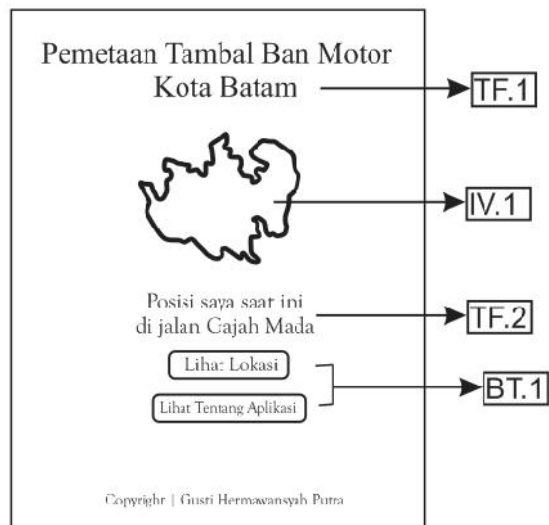 Pemetaan Tambal Ban Motor
Kota Batam
TF.1
IV.1
Posisi saya saat ini
di jalan Gajah Mada
TF.2
Lihat Lokasi
BT.1
Lihat Tentang Aplikasi
Copyright | Gusti Hermawansyah Putra